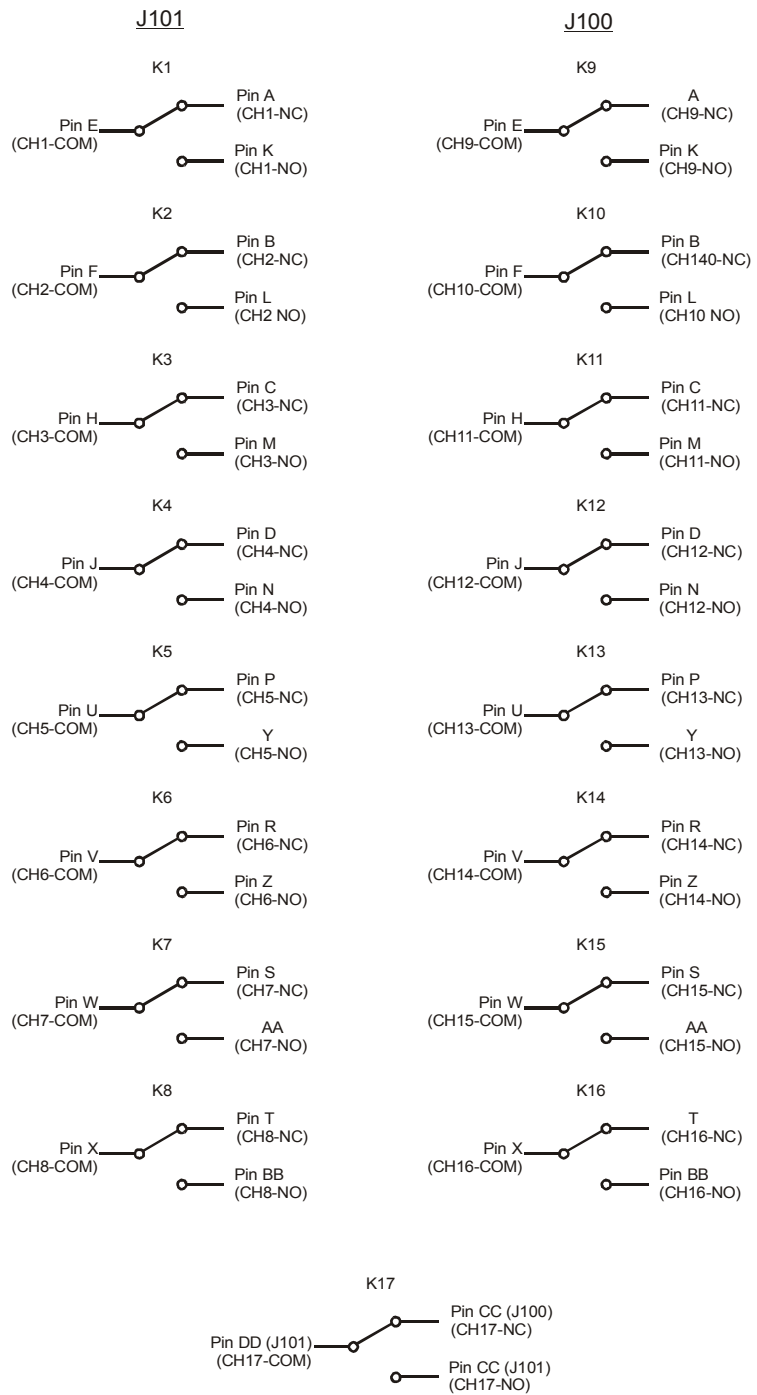 J101
K1
Pin E
(CH1-COM)
Pin A
(CH1-NC)
Pin K
(CH1-NO)
K2
Pin F
(CH2-COM)
Pin B
(CH2-NC)
Pin L
(CH2 NO)
K3
Pin H
(CH3-COM)
Pin C
(CH3-NC)
Pin M
(CH3-NO)
K4
Pin J
(CH4-COM)
Pin D
(CH4-NC)
Pin N
(CH4-NO)
K5
Pin U
(CH5-COM)
Pin P
(CH5-NC)
Y
(CH5-NO)
K6
Pin V
(CH6-COM)
Pin R
(CH6-NC)
Pin Z
(CH6-NO)
K7
Pin W
(CH7-COM)
Pin S
(CH7-NC)
AA
(CH7-NO)
K8
Pin X
(CH8-COM)
Pin T
(CH8-NC)
Pin BB
(CH8-NO)
J100
K9
Pin E
(CH9-COM)
A
(CH9-NC)
Pin K
(CH9-NO)
K10
Pin F
(CH10-COM)
Pin B
(CH140-NC)
Pin L
(CH10 NO)
K11
Pin H
(CH11-COM)
Pin C
(CH11-NC)
Pin M
(CH11-NO)
K12
Pin J
(CH12-COM)
Pin D
(CH12-NC)
Pin N
(CH12-NO)
K13
Pin U
(CH13-COM)
Pin P
(CH13-NC)
Y
(CH13-NO)
K14
Pin V
(CH14-COM)
Pin R
(CH14-NC)
Pin Z
(CH14-NO)
K15
Pin W
(CH15-COM)
Pin S
(CH15-NC)
AA
(CH15-NO)
K16
Pin X
(CH16-COM)
T
(CH16-NC)
Pin BB
(CH16-NO)
K17
Pin DD (J101)
(CH17-COM)
Pin CC (J100)
(CH17-NC)
Pin CC (J101)
(CH17-NO)